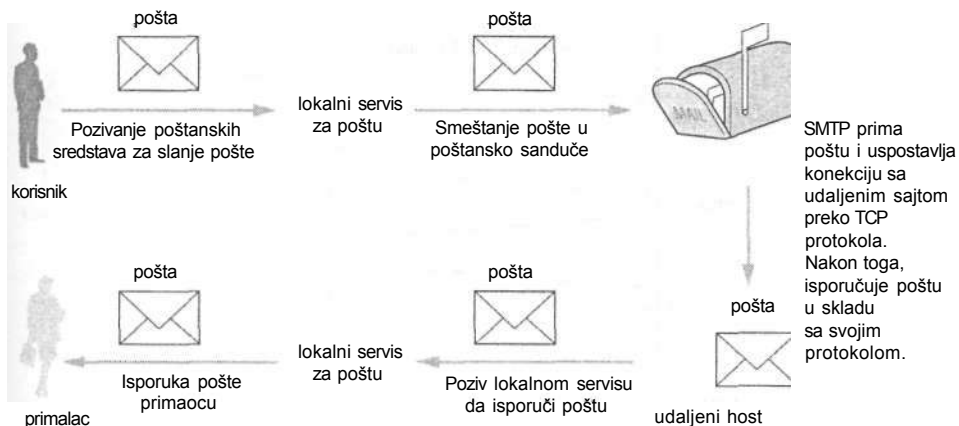 pošta
pošta
lokalni servis
za poštu
Pozivanje poštanskih
sredstava za slanje pošte
Smeštanje pošte u
poštansko sanduče
MAIL
korisnik
SMTP prima
poštu i uspostavlja
konekciju sa
udaljenim sajtom
preko TCP
protokola.
Nakon toga,
isporučuje poštu
u skladu
sa svojim
protokolom.
pošta
pošta
pošta
lokalni servis
za poštu
Isporuka pošte
primaocu
Poziv lokalnom servisu
da isporuči poštu
primalac
udaljeni host